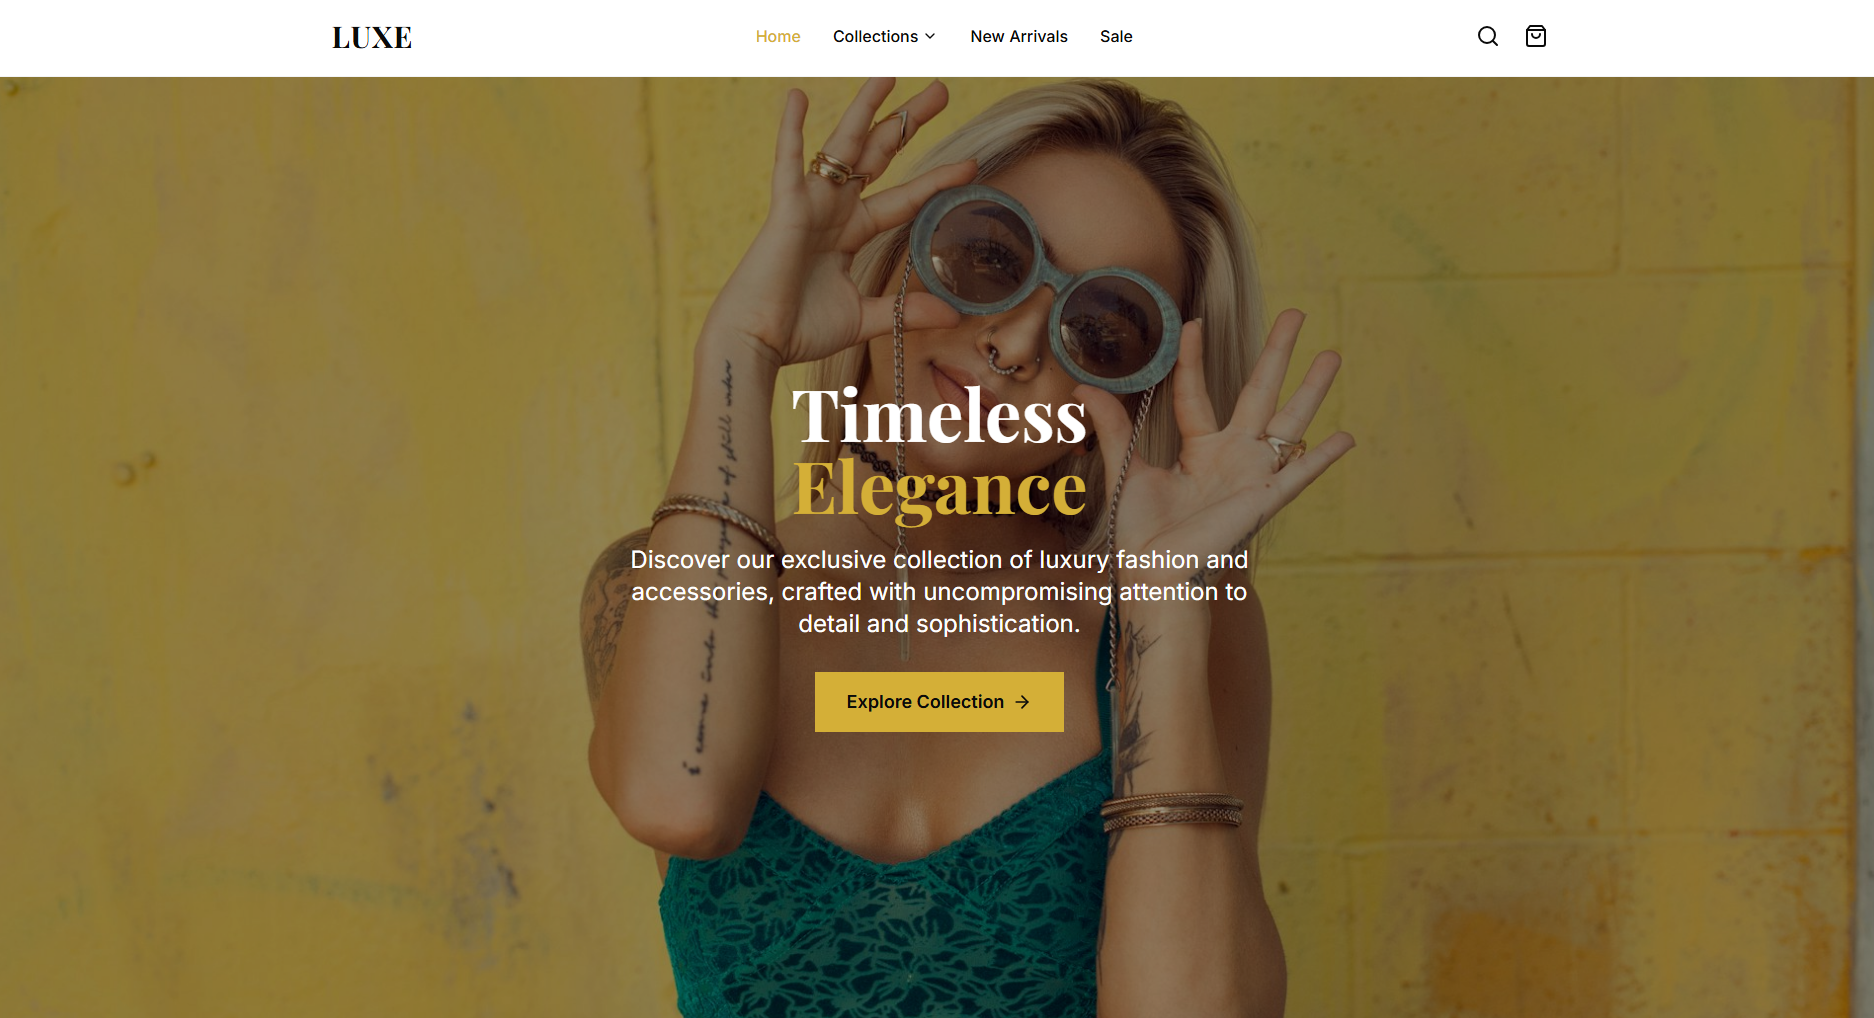 LUXE
Home Collections New Arrivals Sale
Timeless
Elegance
Discover our exclusive collection of luxury fashion and
accessories, crafted with uncompromising attention to
detail and sophistication.
Explore Collection